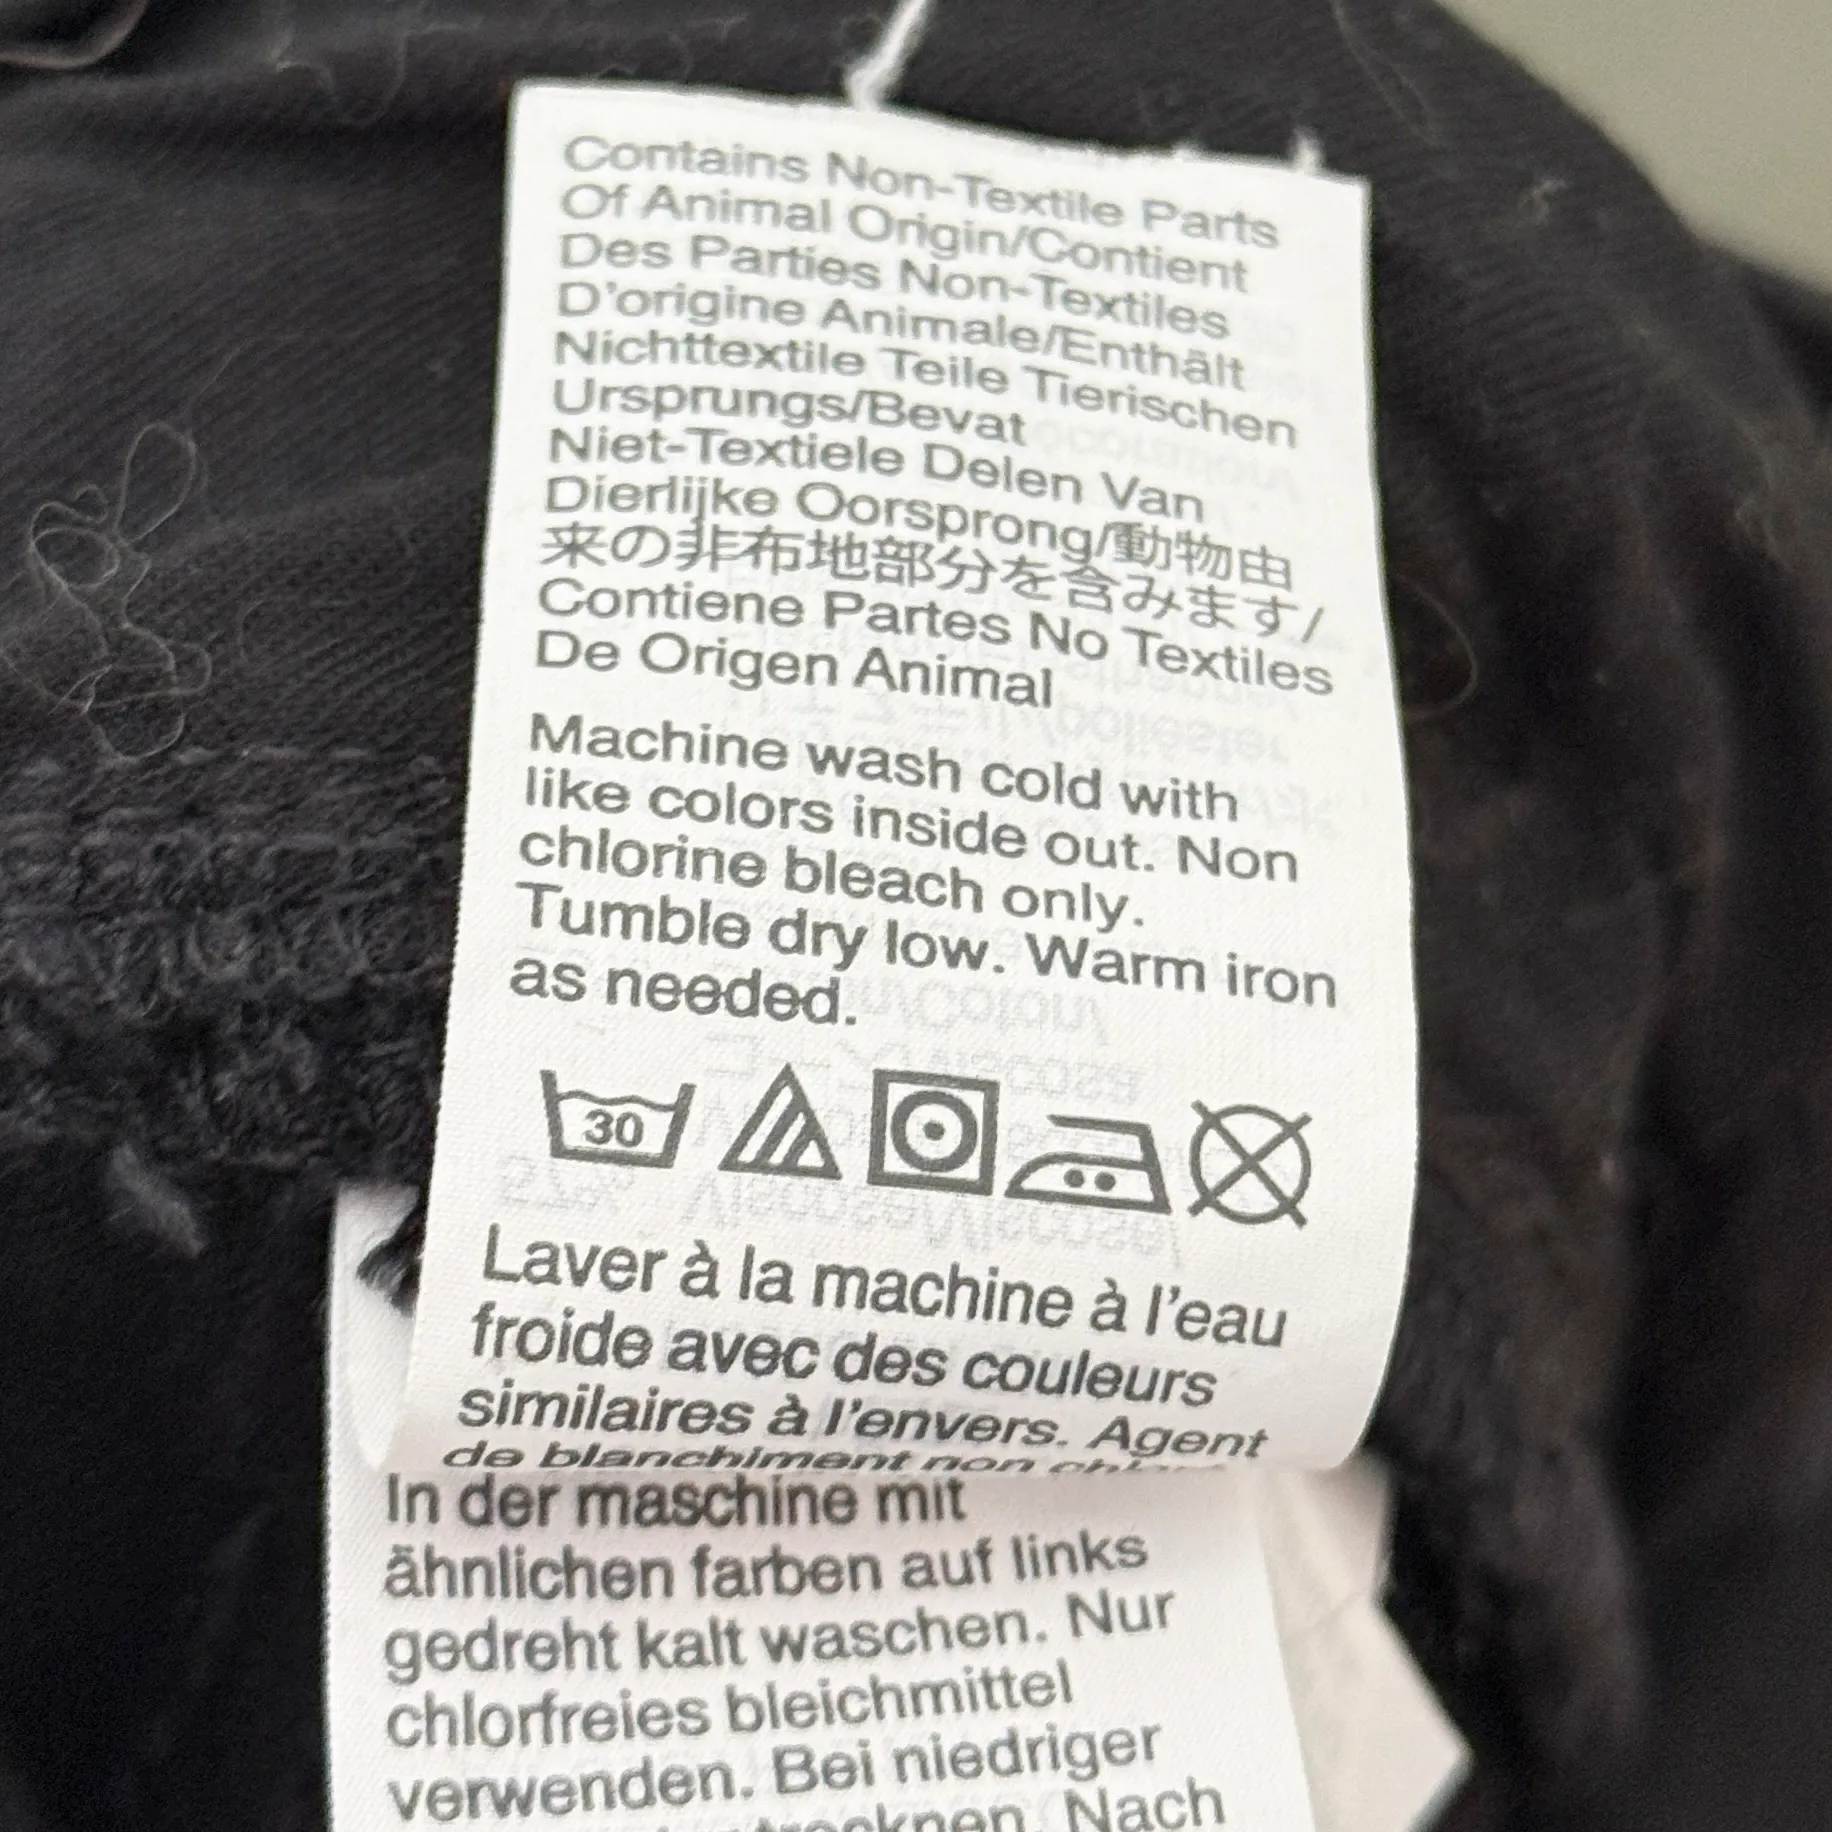 Contains Non-Textile Parts
Of Animal Origin/Contient
Des Parties Non-Textiles
D'origine Animale/Enthält
Nichttextile Teile Tierischen
Ursprungs/Bevat
Niet-Textiele Delen Van
Dierlijke Oorsprong/動物由
来の非布地部分を含みます/
Contiene Partes No Textiles
De Origen Animal
Machine wash cold with
like colors inside out. Non
chlorine bleach only.
Tumble dry low. Warm iron
as needed.
30
Laver à la machine à l'eau
froide avec des couleurs
similaires à l'envers. Agent
de blanchiment non
In der maschine mit
ähnlichen farben auf links
gedreht kalt waschen. Nur
chlorfreies bleichmittel
verwenden. Bei niedriger
Nach